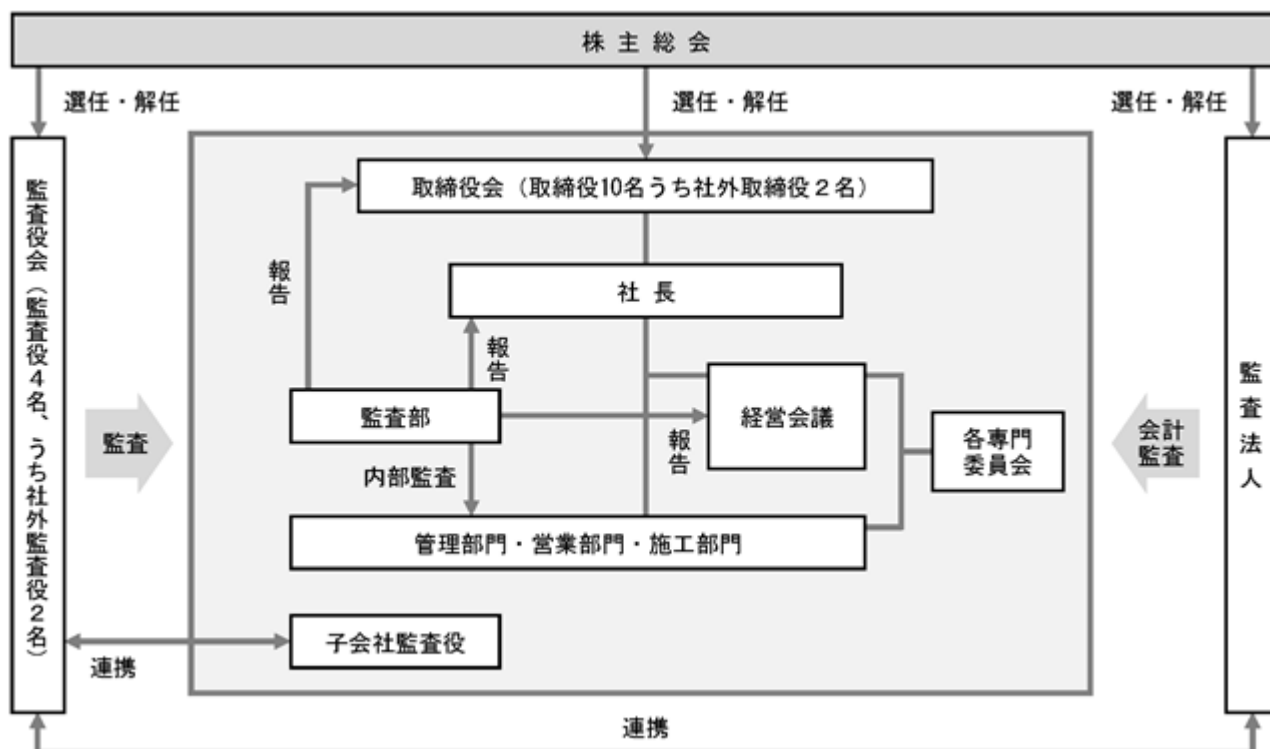 株主総会
選任・解任
選任・解任
選任・解任
取締役会（取締役10名うち社外取締役２名）
監査役会（監査役４名、うち社外監査役２名）
報告
社長
報告
監査部
報告
経営会議
各専門
委員会
監査
会計
監査
監査法人
内部監査
管理部門・営業部門・施工部門
子会社監査役
連携
連携